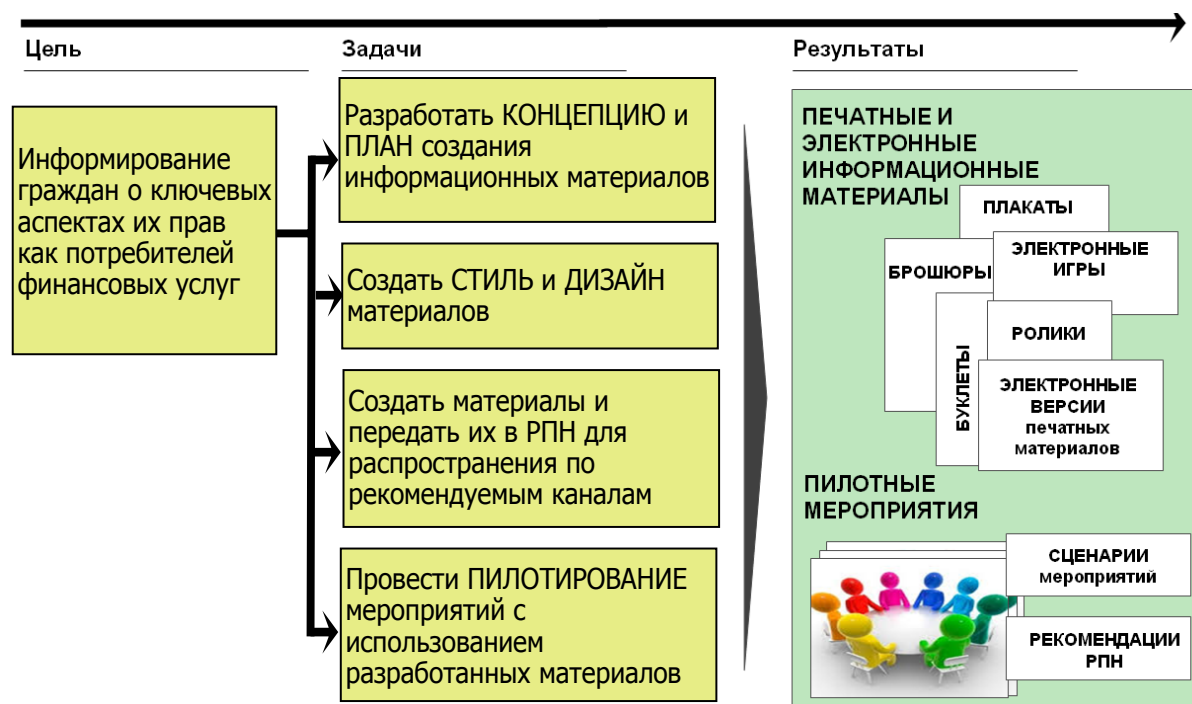 Цель
Задачи
Результаты
Информирование
граждан о ключевых
аспектах их прав
как потребителей
финансовых услуг
Разработать КОНЦЕПЦИЮ и
ПЛАН создания
информационных материалов
Создать СТИЛЬ и ДИЗАЙН
материалов
Создать материалы и
передать их в РПН для
распространения по
рекомендуемым каналам
Провести ПИЛОТИРОВАНИЕ
мероприятий с
использованием
разработанных материалов
ПЕЧАТНЫЕ И
ЭЛЕКТРОННЫЕ
ИНФОРМАЦИОННЫЕ
МАТЕРИАЛЫ
ПЛАКАТЫ
БРОШЮРЫ
ЭЛЕКТРОННЫЕ
ИГРЫ
РОЛИКИ
БУКЛЕТЫ
ЭЛЕКТРОННЫЕ
ВЕРСИИ
печатных
материалов
ПИЛОТНЫЕ
МЕРОПРИЯТИЯ
СЦЕНАРИИ
мероприятий
РЕКОМЕНДАЦИИ
РПН